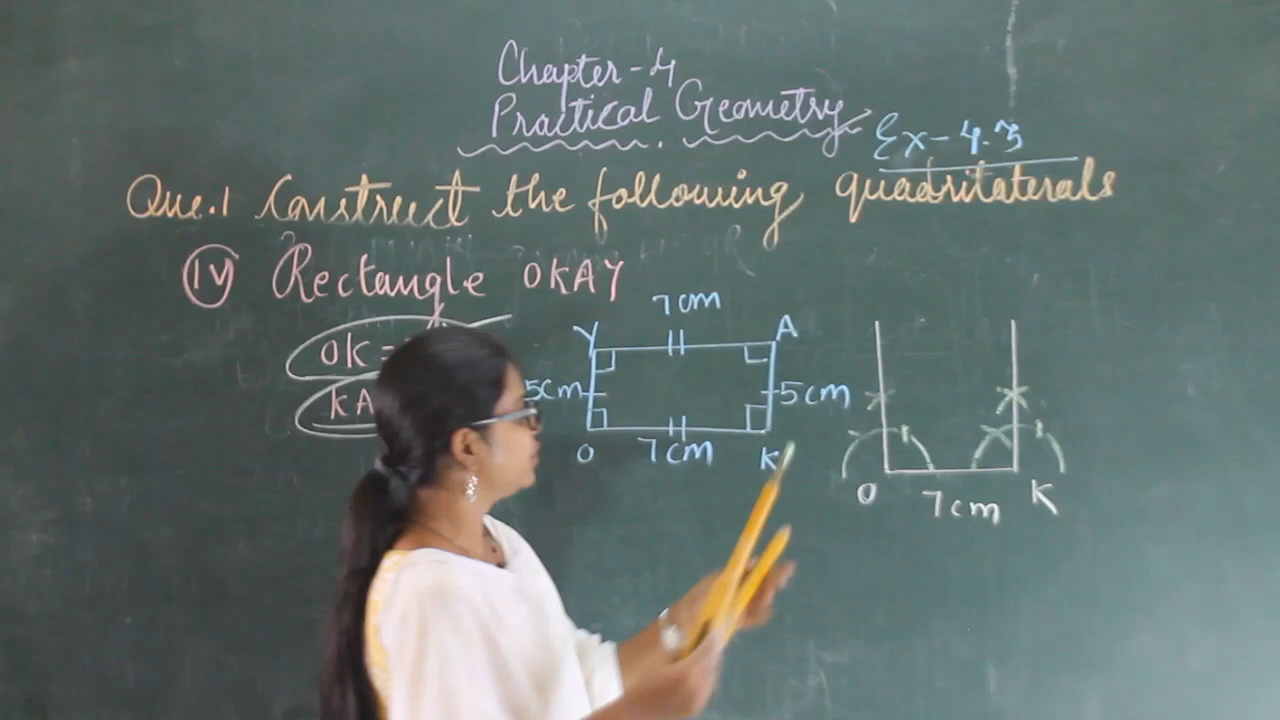 Chapter-4
Practical Geometry
Ex-4.3
Que.1 Construct the following quadritaterals
(iv) Rectangle OKAY
OK =
KA
7cm
Y A
5cm 5cm
O 7cm K
O 7cm K